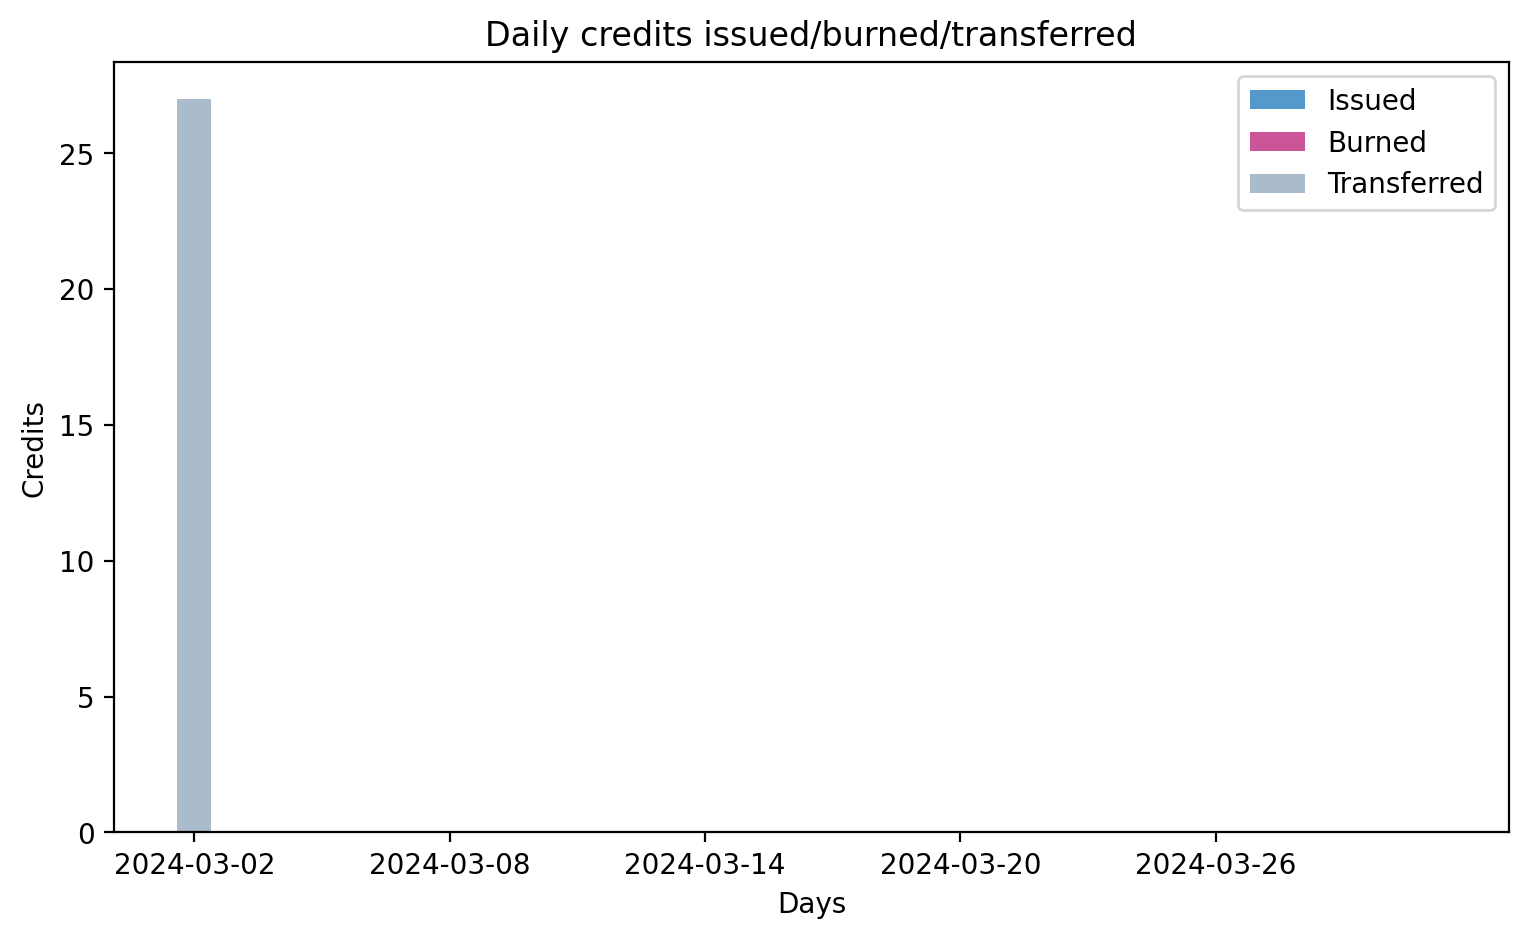 Daily credits issued/burned/transferred
Issued
Burned
Transferred
25
20
15
10
5
0
Credits
2024-03-02
2024-03-08
2024-03-14
2024-03-20
2024-03-26
Days